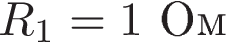 R₁ = 1 Ом